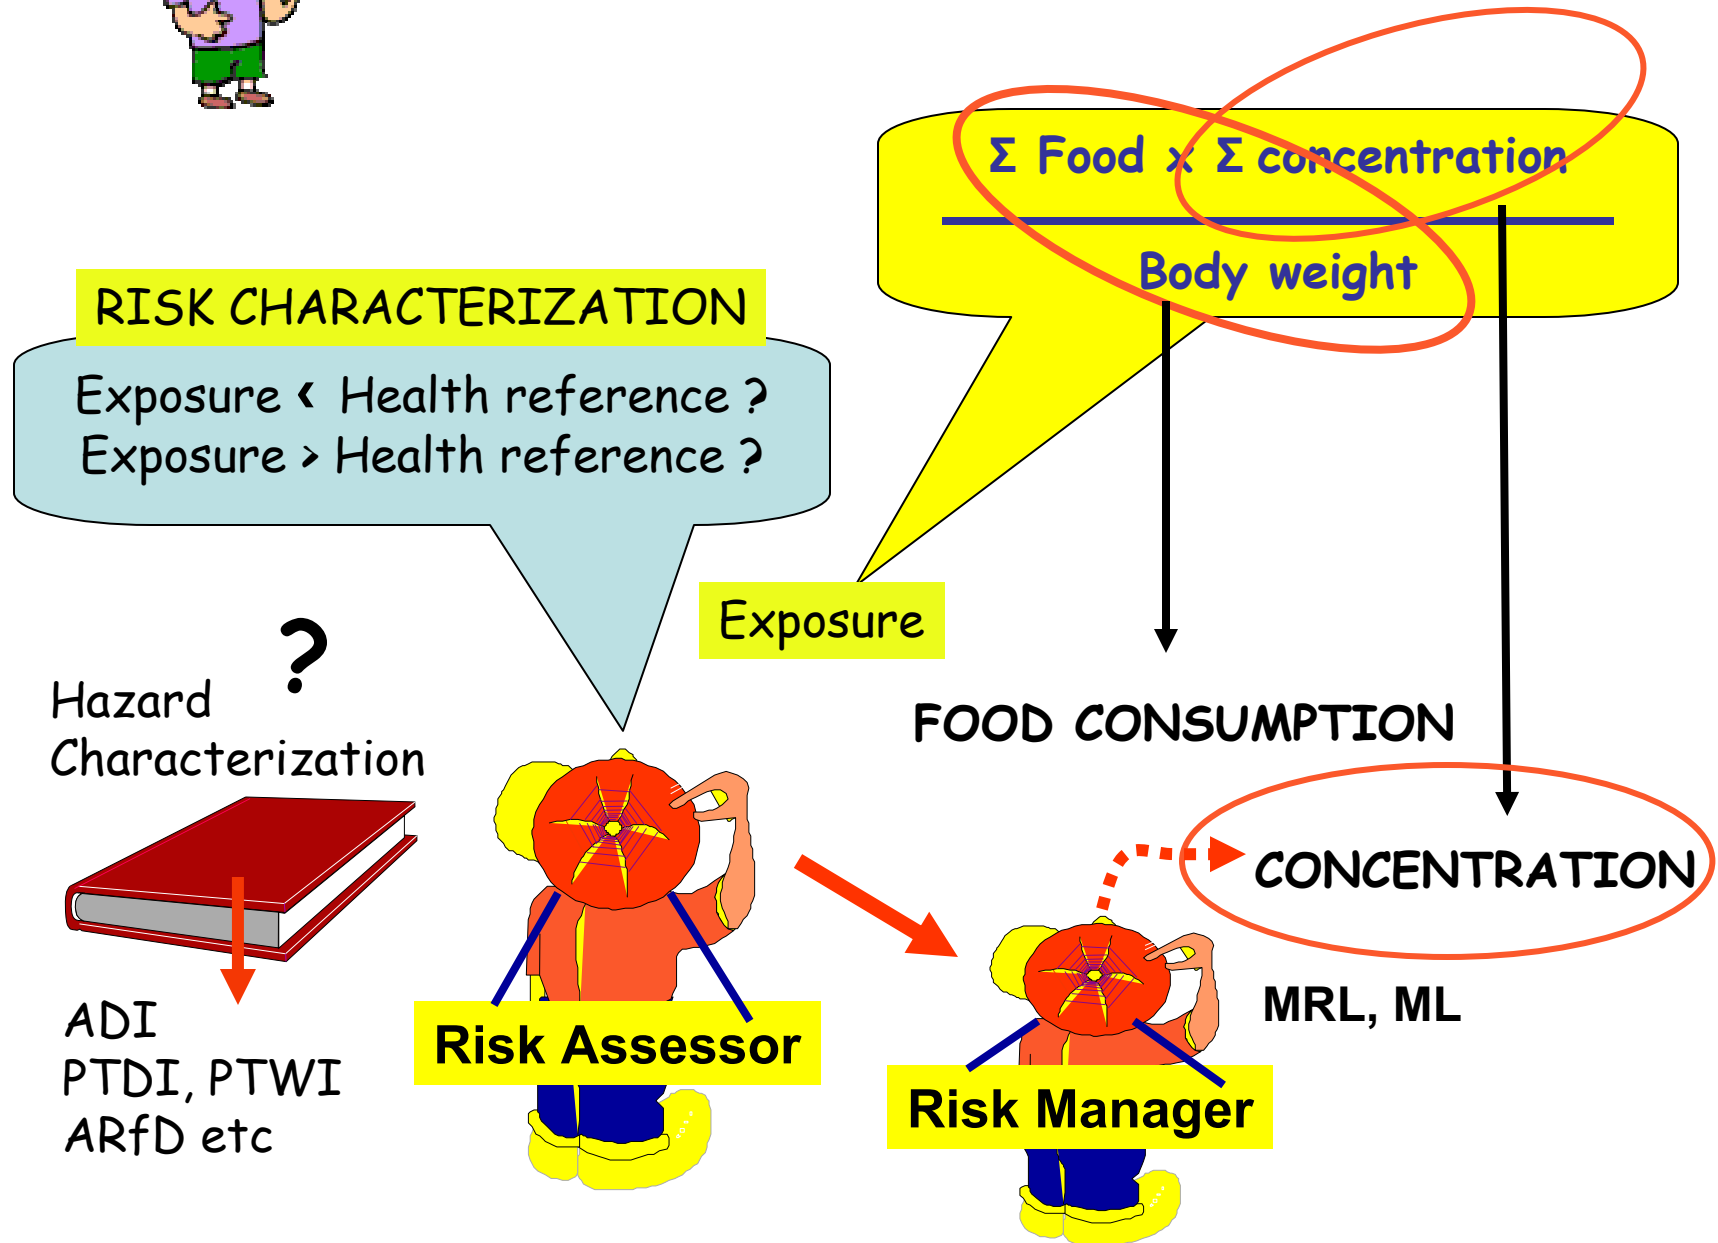 Σ Food x Σ concentration
Body weight
RISK CHARACTERIZATION
Exposure < Health reference ?
Exposure > Health reference ?
Exposure
?
Hazard
Characterization
FOOD CONSUMPTION
CONCENTRATION
MRL, ML
ADI
PTDI, PTWI
ARfD etc
Risk Assessor
Risk Manager